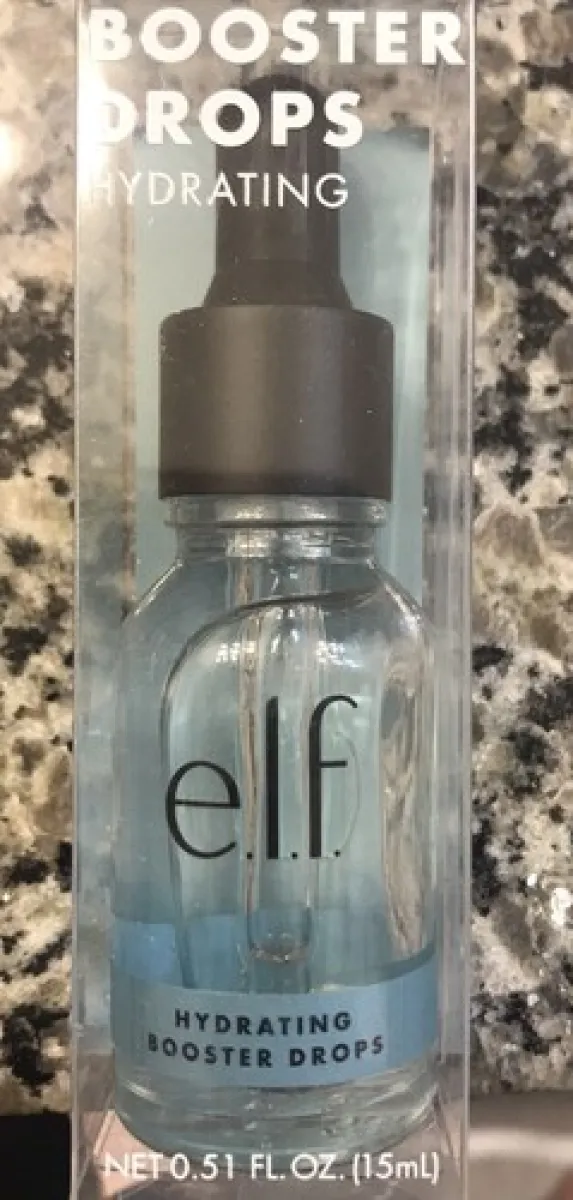 BOOSTER
DROPS
HYDRATING
e.l.f.
HYDRATING
BOOSTER DROPS
NET 0.51 FL. OZ. (15mL)